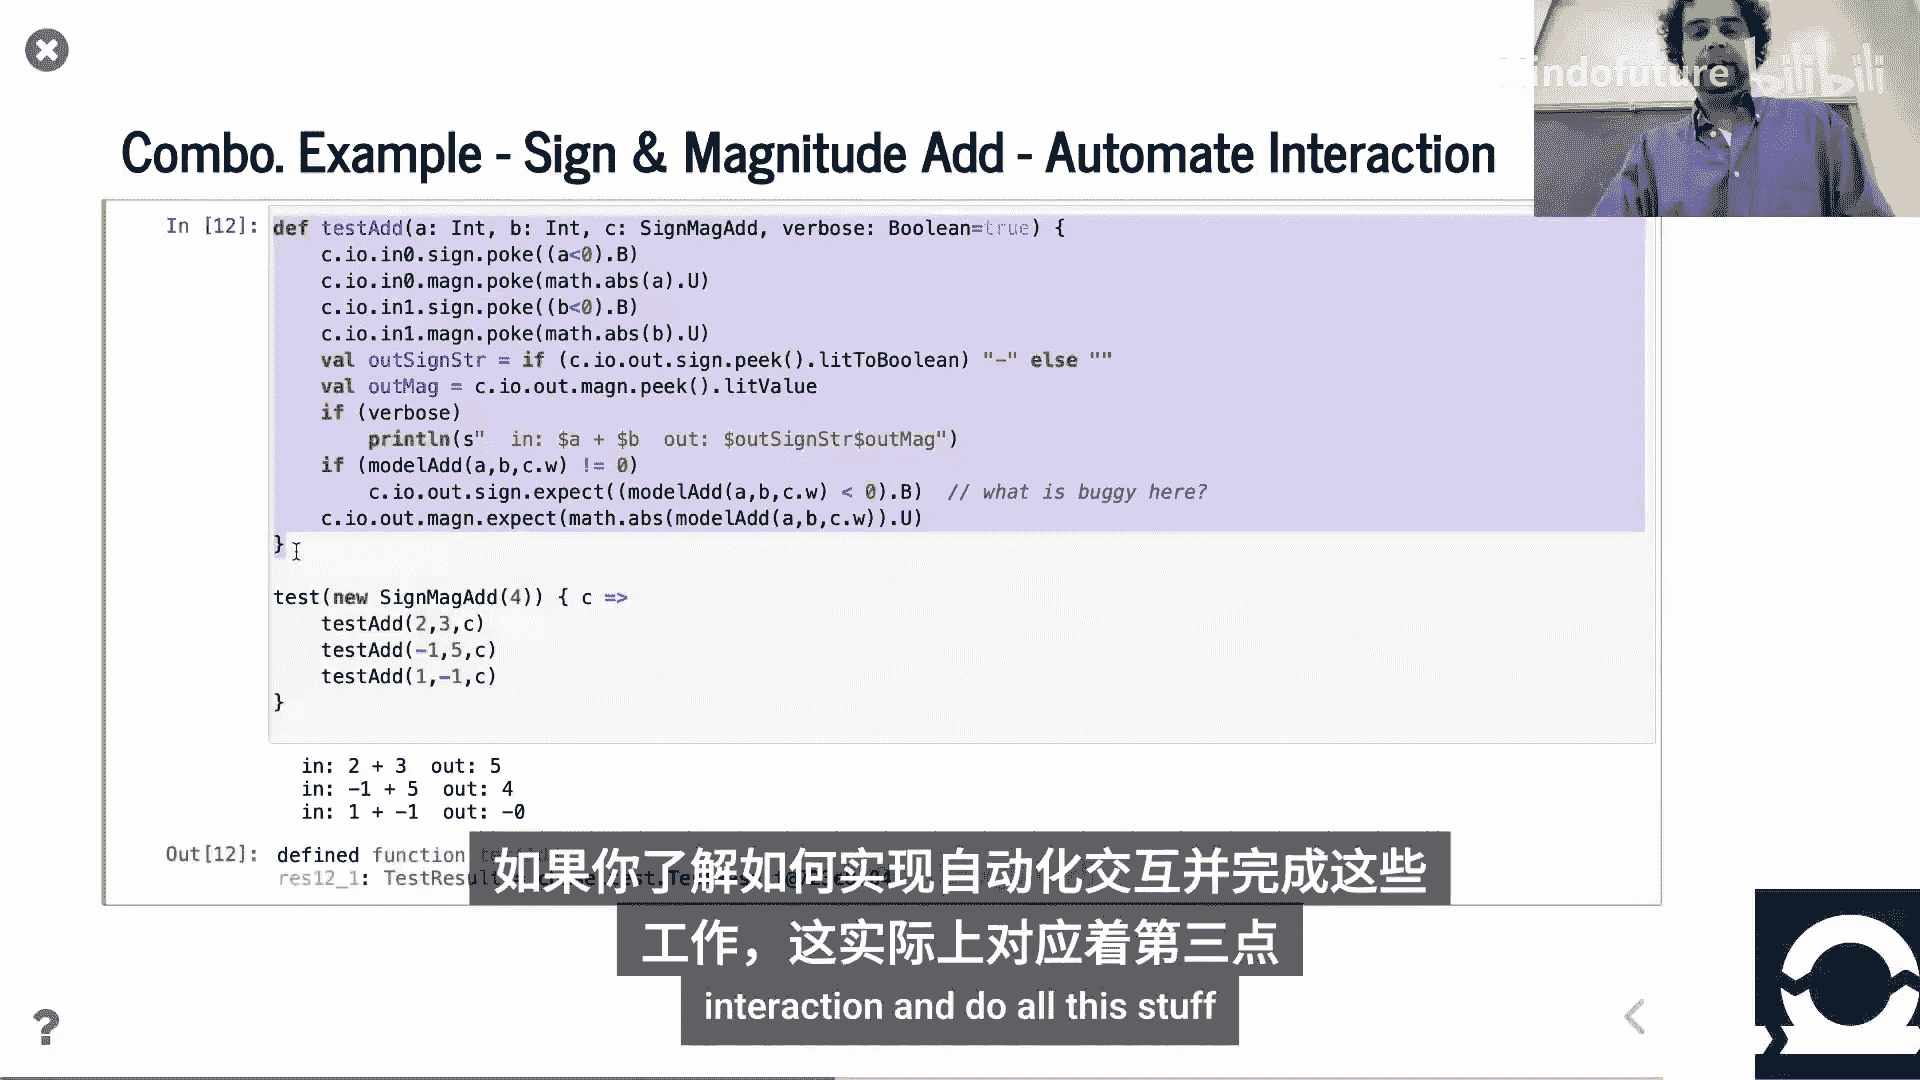 indofuture bilibili
Combo. Example - Sign & Magnitude Add - Automate Interaction
In [12]: def testAdd(a: Int, b: Int, c: SignMagAdd, verbose: Boolean=true) {
c.io.in0.sign.poke((a<0).B)
c.io.in0.magn.poke(math.abs(a).U)
c.io.in1.sign.poke((b<0).B)
c.io.in1.magn.poke(math.abs(b).U)
val outSignStr = if (c.io.out.sign.peek().litToBoolean) "-" else ""
val outMag = c.io.out.magn.peek().litValue
if (verbose)
println(s"  in: $a + $b  out: $outSignStr$outMag")
if (modelAdd(a,b,c.w) != 0)
c.io.out.sign.expect((modelAdd(a,b,c.w) < 0).B)  // what is buggy here?
c.io.out.magn.expect(math.abs(modelAdd(a,b,c.w)).U)
}
test(new SignMagAdd(4)) { c =>
testAdd(2,3,c)
testAdd(-1,5,c)
testAdd(1,-1,c)
}
in: 2 + 3  out: 5
in: -1 + 5  out: 4
in: 1 + -1  out: -0
Out[12]: defined function
res12_1: TestResult
如果你了解如何实现自动化交互并完成这些
工作，这实际上对应着第三点
interaction and do all this stuff
?